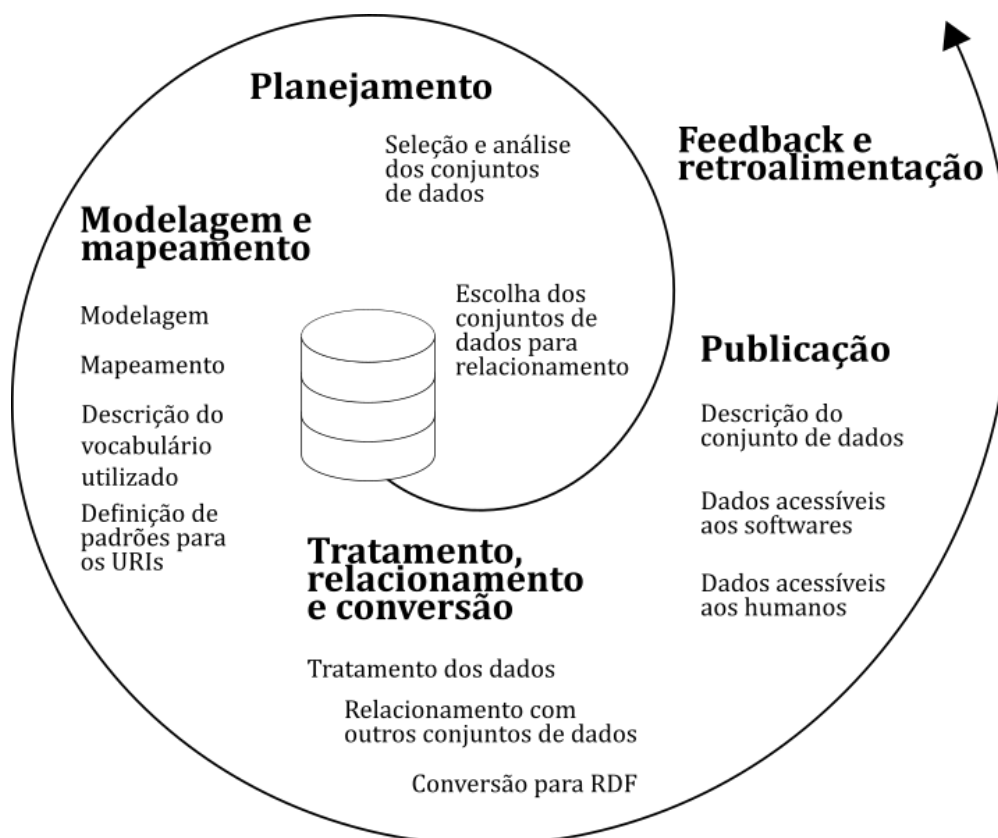 Planejamento
Seleção e análise
dos conjuntos
de dados
Escolha dos
conjuntos de
dados para
relacionamento
Modelagem e
mapeamento
Modelagem
Mapeamento
Descrição do
vocabulário
utilizado
Definição de
padrões para
os URIs
Tratamento,
relacionamento
e conversão
Tratamento dos dados
Relacionamento com
outros conjuntos de dados
Conversão para RDF
Publicação
Descrição do
conjunto de dados
Dados acessíveis
aos softwares
Dados acessíveis
aos humanos
Feedback e
retroalimentação